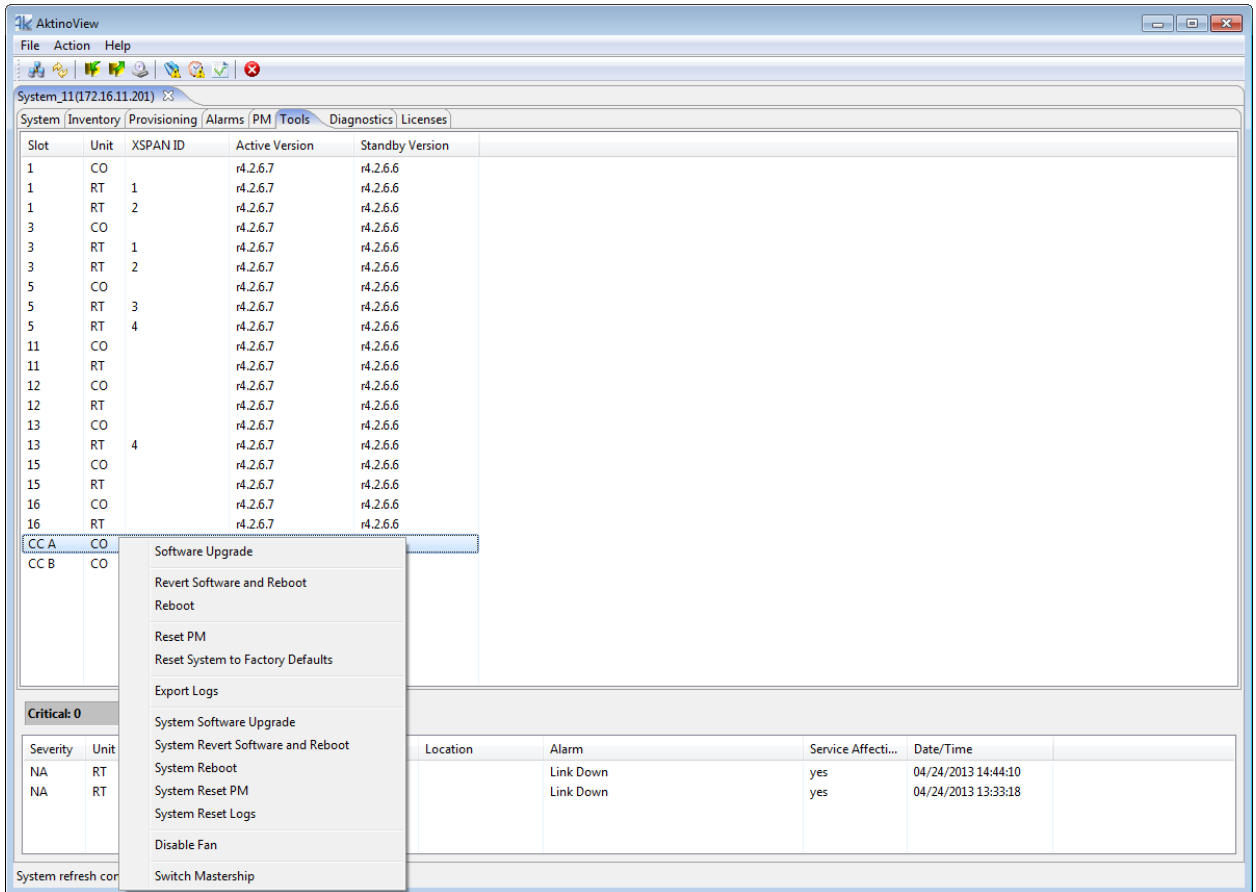 AktinoView
File Action Help
System_11(172.16.11.201)
System Inventory Provisioning Alarms PM Tools Diagnostics Licenses
Slot Unit XSPAN ID Active Version Standby Version
1 CO r4.2.6.7 r4.2.6.6
1 RT 1 r4.2.6.7 r4.2.6.6
1 RT 2 r4.2.6.7 r4.2.6.6
3 CO r4.2.6.7 r4.2.6.6
3 RT 1 r4.2.6.7 r4.2.6.6
3 RT 2 r4.2.6.7 r4.2.6.6
5 CO r4.2.6.7 r4.2.6.6
5 RT 3 r4.2.6.7 r4.2.6.6
5 RT 4 r4.2.6.7 r4.2.6.6
11 CO r4.2.6.7 r4.2.6.6
11 RT r4.2.6.7 r4.2.6.6
12 CO r4.2.6.7 r4.2.6.6
12 RT r4.2.6.7 r4.2.6.6
13 CO r4.2.6.7 r4.2.6.6
13 RT 4 r4.2.6.7 r4.2.6.6
15 CO r4.2.6.7 r4.2.6.6
15 RT r4.2.6.7 r4.2.6.6
16 CO r4.2.6.7 r4.2.6.6
16 RT r4.2.6.7 r4.2.6.6
CC A CO
CC B CO
Software Upgrade
Revert Software and Reboot
Reboot
Reset PM
Reset System to Factory Defaults
Export Logs
System Software Upgrade
System Revert Software and Reboot
System Reboot
System Reset PM
System Reset Logs
Disable Fan
Switch Mastership
Critical: 0
Severity Unit Location Alarm Service Affecti... Date/Time
NA RT Link Down yes 04/24/2013 14:44:10
NA RT Link Down yes 04/24/2013 13:33:18
System refresh cor